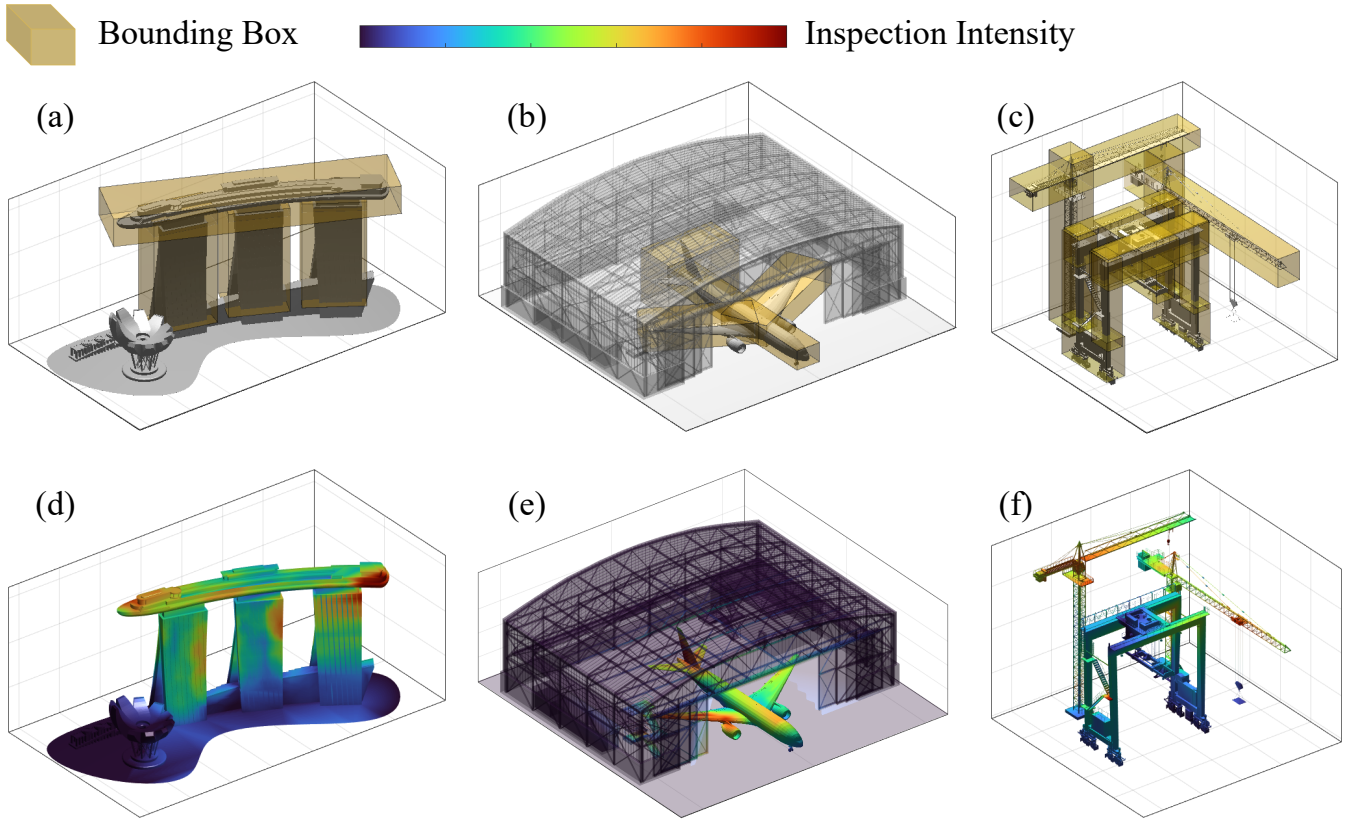 Bounding Box
Inspection Intensity
(a)
(b)
(c)
(d)
(e)
(f)